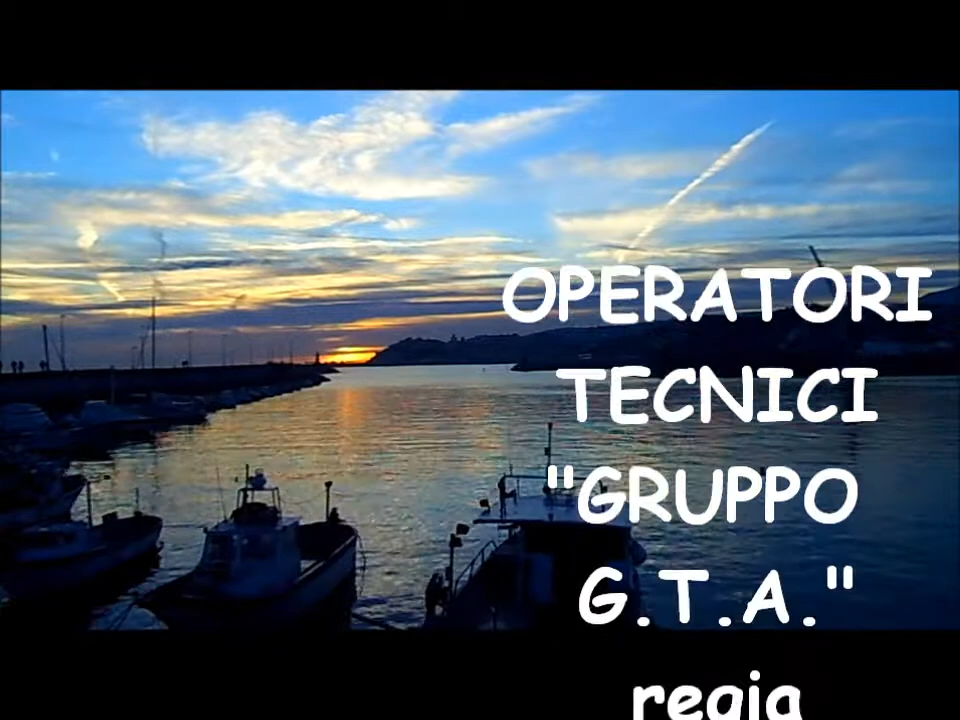 OPERATORI
TECNICI
"GRUPPO
G.T.A."
regia